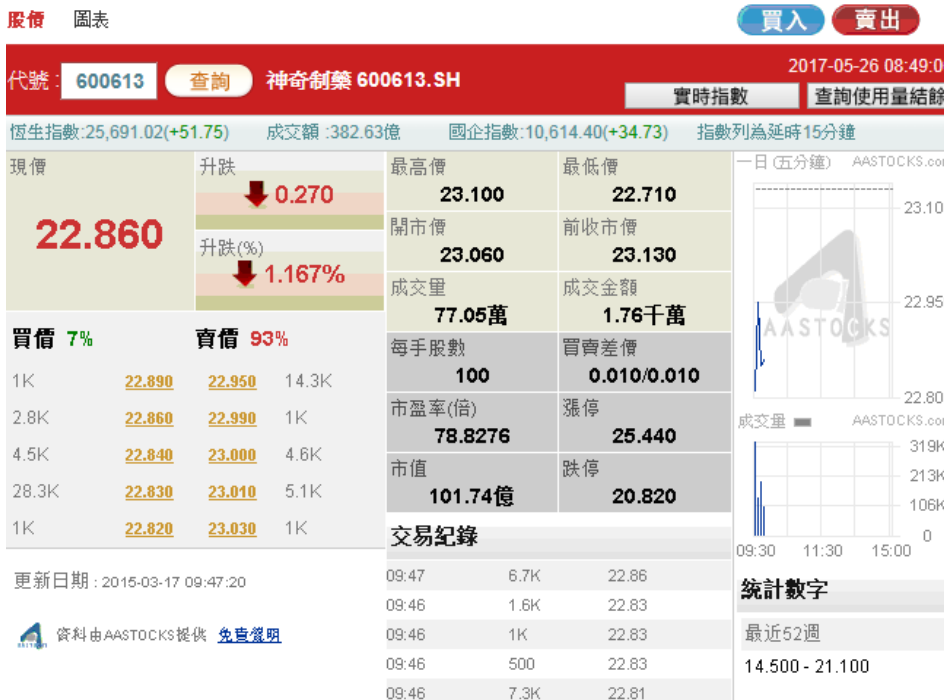 股價 圖表 買入 賣出
2017-05-26 08:49:0
代號 : 600613 查詢 神奇制藥 600613.SH
實時指數 查詢使用量結餘
恆生指數:25,691.02(+51.75) 成交額 :382.63億 國企指數:10,614.40(+34.73) 指數列為延時15分鐘
現價
22.860
升跌
0.270
升跌(%)
1.167%
最高價 最低價
23.100 22.710
開市價 前收市價
23.060 23.130
成交量 成交金額
77.05萬 1.76千萬
每手股數 買賣差價
100 0.010/0.010
市盈率(倍) 漲停
78.8276 25.440
市值 跌停
101.74億 20.820
買價 7% 賣價 93%
1K 22.890 22.950 14.3K
2.8K 22.860 22.990 1K
4.5K 22.840 23.000 4.6K
28.3K 22.830 23.010 5.1K
1K 22.820 23.030 1K
更新日期 : 2015-03-17 09:47:20
資料由AASTOCKS提供 免責聲明
交易紀錄
09:47 6.7K 22.86
09:46 1.6K 22.83
09:46 1K 22.83
09:46 500 22.83
09:46 7.3K 22.81
一日 (五分鐘) AASTOCKS.com
23.10
22.95
AASTOCKS
22.80
成交量 AASTOCKS.com
319K
213K
106K
0
09:30 11:30 15:00
統計數字
最近52週
14.500 - 21.100